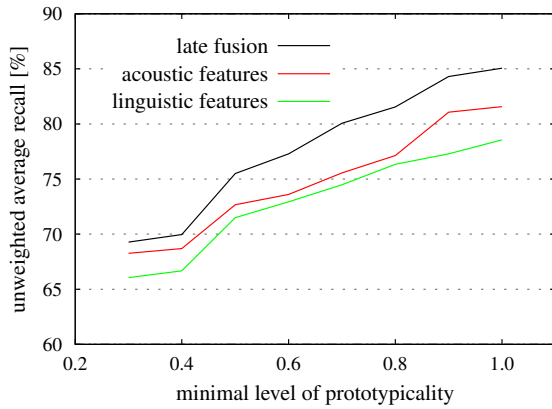 90
85
80
75
70
65
60
unweighted average recall [%]
late fusion
acoustic features
linguistic features
0.2 0.4 0.6 0.8 1.0
minimal level of prototypicality